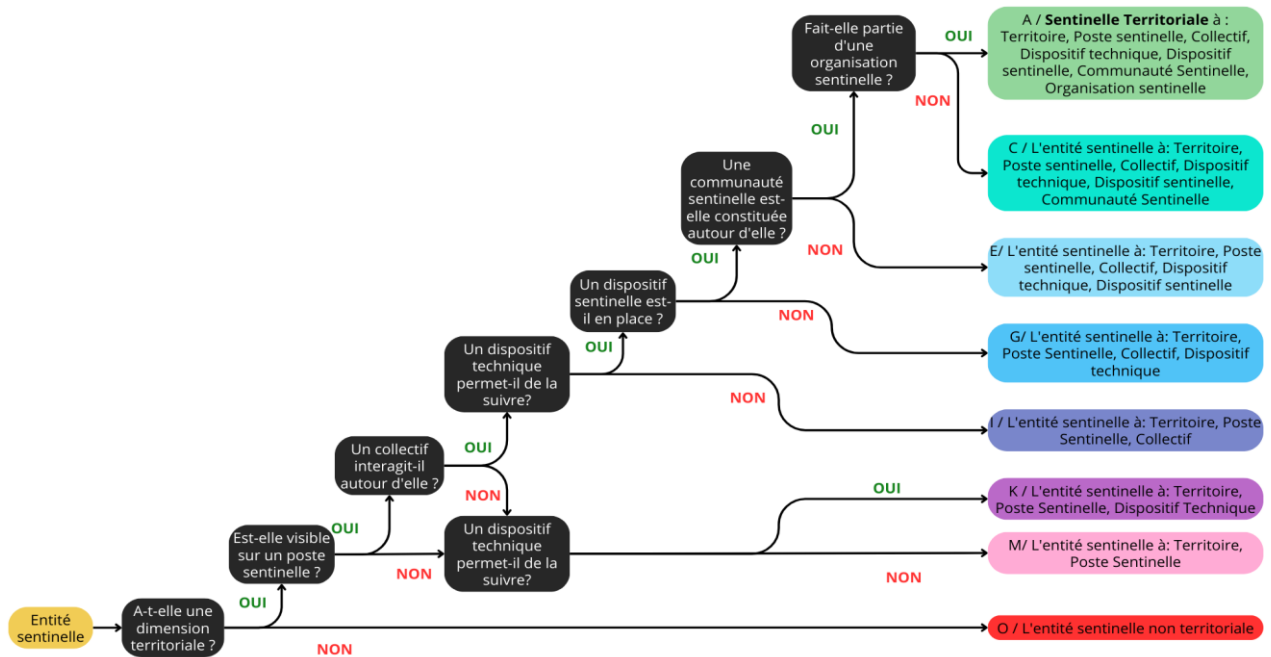 Fait-elle partie
d'une
organisation
sentinelle ?
OUI
NON
A / Sentinelle Territoriale à :
Territoire, Poste sentinelle, Collectif,
Dispositif technique, Dispositif
sentinelle, Communauté Sentinelle,
Organisation sentinelle
OUI
C / L'entité sentinelle à: Territoire,
Poste sentinelle, Collectif, Dispositif
technique, Dispositif sentinelle,
Communauté Sentinelle
Une
communauté
sentinelle est-
elle constituée
autour d'elle ?
OUI
NON
E/ L'entité sentinelle à: Territoire, Poste
sentinelle, Collectif, Dispositif
technique, Dispositif sentinelle
Un dispositif
sentinelle est-
il en place ?
OUI
NON
G/ L'entité sentinelle à: Territoire,
Poste Sentinelle, Collectif, Dispositif
technique
Un dispositif
technique
permet-il de la
suivre?
OUI
NON
I / L'entité sentinelle à: Territoire, Poste
Sentinelle, Collectif
Un collectif
interagit-il
autour d'elle ?
OUI
NON
OUI
K / L'entité sentinelle à: Territoire,
Poste Sentinelle, Dispositif Technique
Est-elle visible
sur un poste
sentinelle ?
NON
Un dispositif
technique
permet-il de la
suivre?
NON
M/ L'entité sentinelle à: Territoire,
Poste Sentinelle
Entité
sentinelle
A-t-elle une
dimension
territoriale ?
OUI
NON
O / L'entité sentinelle non territoriale